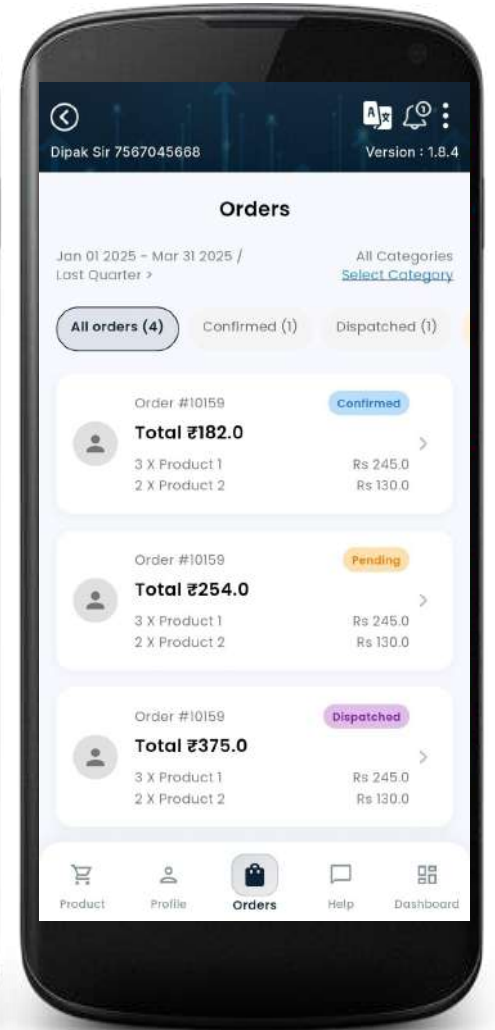 Dipak Sir 7567045668
Version : 1.8.4
Orders
Jan 01 2025 - Mar 31 2025 /
Last Quarter >
All Categories
Select Category
All orders (4)
Confirmed (1)
Dispatched (1)
Order #10159
Confirmed
Total ₹182.0
3 X Product 1
Rs 245.0
2 X Product 2
Rs 130.0
Order #10159
Pending
Total ₹254.0
3 X Product 1
Rs 245.0
2 X Product 2
Rs 130.0
Order #10159
Dispatched
Total ₹375.0
3 X Product 1
Rs 245.0
2 X Product 2
Rs 130.0
Product
Profile
Orders
Help
Dashboard